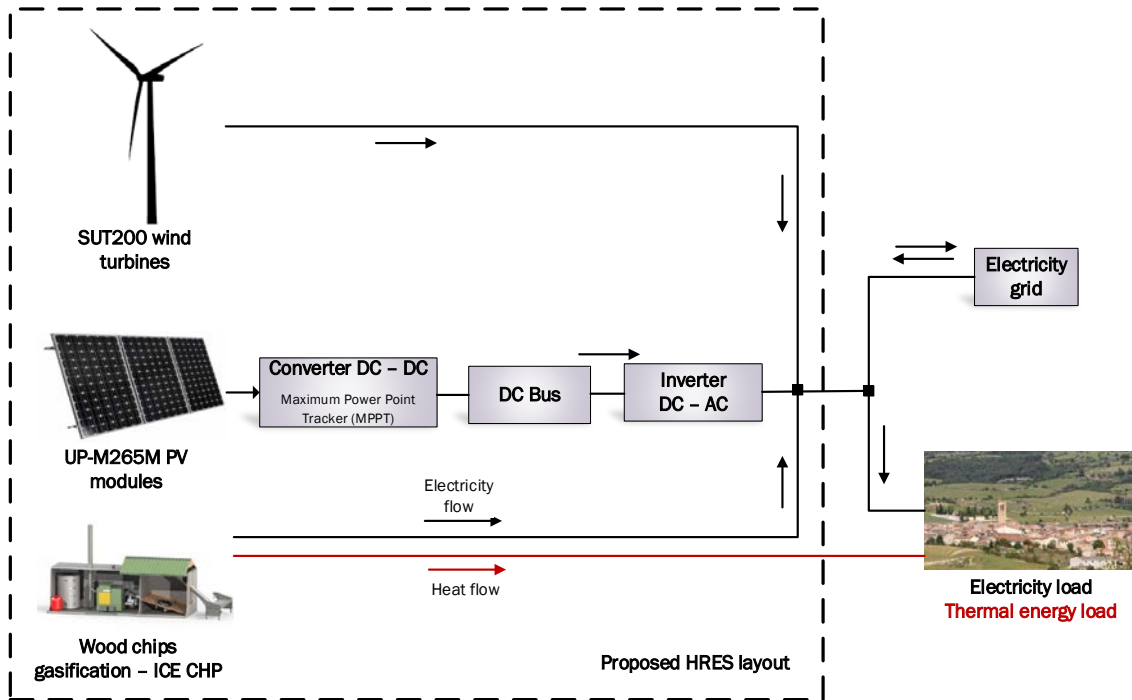 SUT200 wind
turbines
Electricity
grid
Converter DC – DC
Maximum Power Point
Tracker (MPPT)
DC Bus
Inverter
DC – AC
UP-M265M PV
modules
Electricity
flow
Heat flow
Electricity load
Thermal energy load
Wood chips
gasification – ICE CHP
Proposed HRES layout